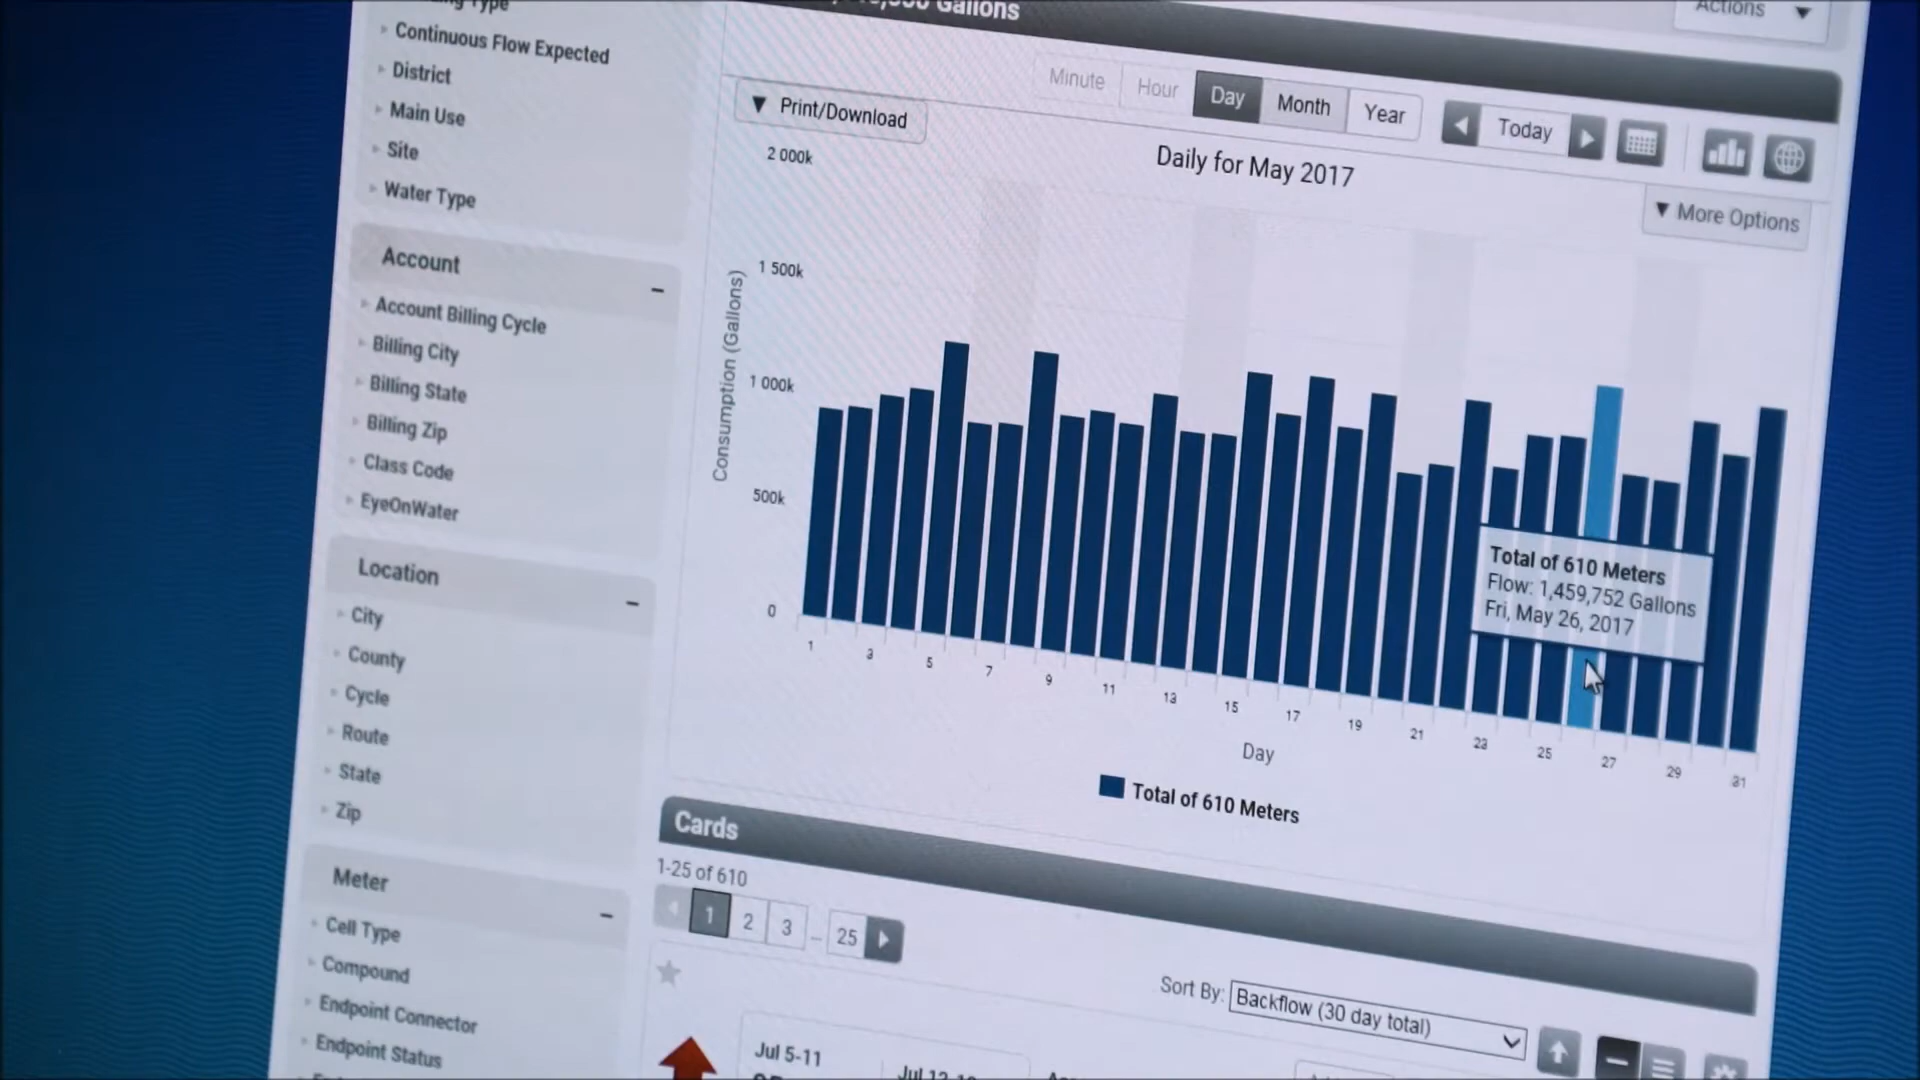 Gallons
Actions
Continuous Flow Expected
District
Main Use
Site
Water Type
Account
Account Billing Cycle
Billing City
Billing State
Billing Zip
Class Code
EyeOnWater
Location
City
County
Cycle
Route
State
Zip
Meter
Cell Type
Compound
Endpoint Connector
Endpoint Status
Minute Hour Day Month Year Today
Print/Download
Daily for May 2017
More Options
2 000k
1 500k
1 000k
500k
0
Consumption (Gallons)
1 3 5 7 9 11 13 15 17 19 21 23 25 27 29 31
Day
Total of 610 Meters
Flow: 1,459,752 Gallons
Fri, May 26, 2017
Total of 610 Meters
Cards
1-25 of 610
1 2 3 ... 25
Sort By: Backflow (30 day total)
Jul 5-11